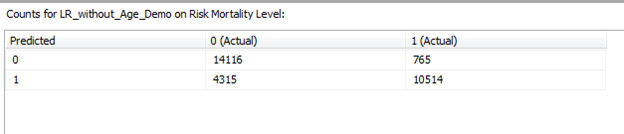 Counts for LR_without_Age_Demo on Risk Mortality Level:
Predicted 0 (Actual) 1 (Actual)
0 14116 765
1 4315 10514